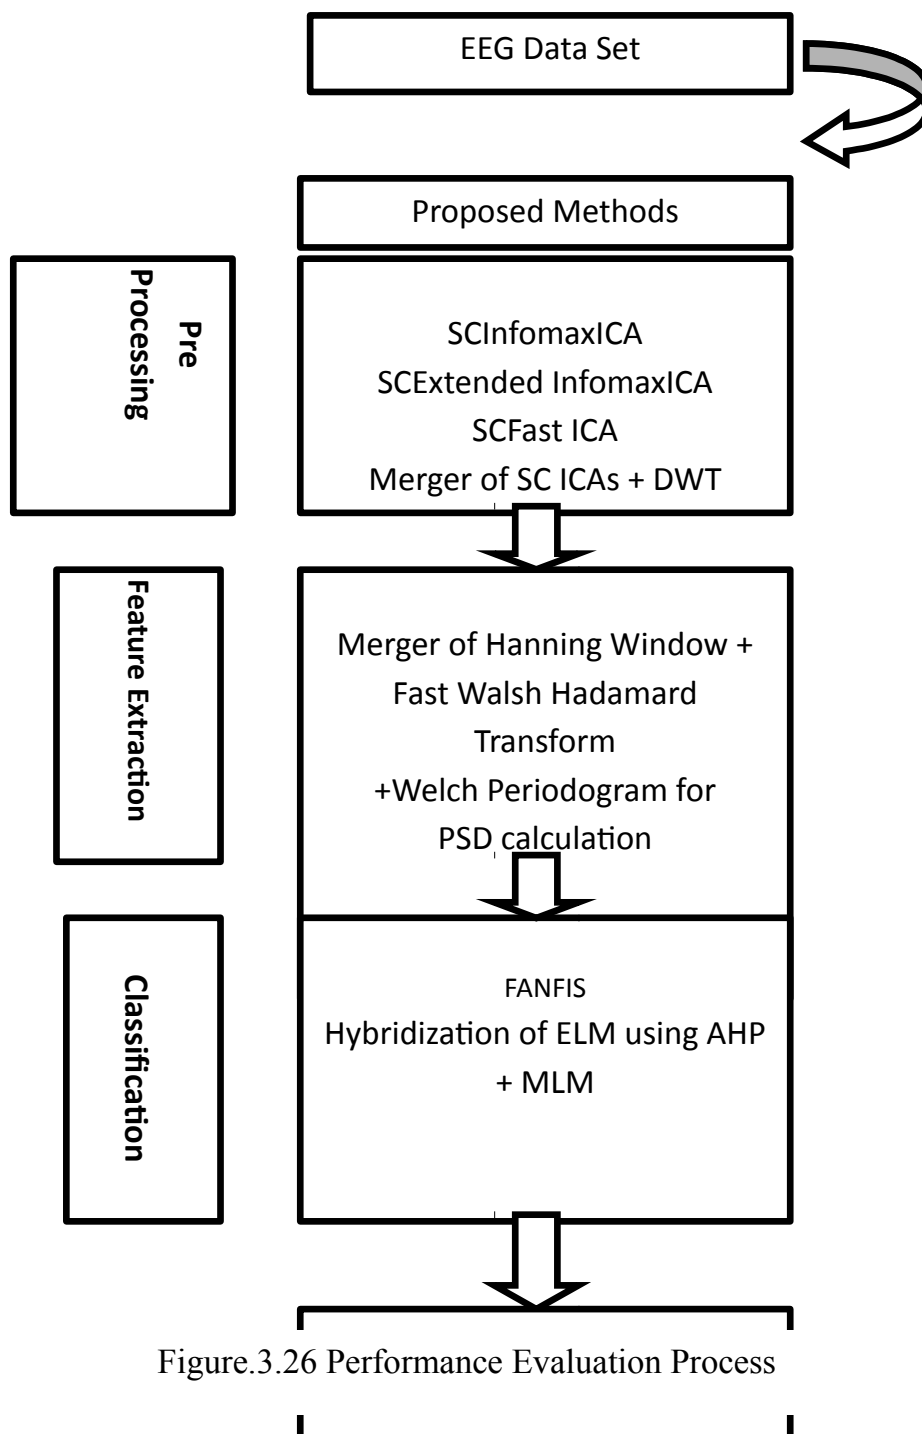 EEG Data Set
Proposed Methods
Pre
Processing
SCInfomaxICA
SCExtended InfomaxICA
SCFast ICA
Merger of SC ICAs + DWT
Feature Extraction
Merger of Hanning Window +
Fast Walsh Hadamard
Transform
+Welch Periodogram for
PSD calculation
Classification
FANFIS
Hybridization of ELM using AHP
+ MLM
Figure.3.26 Performance Evaluation Process